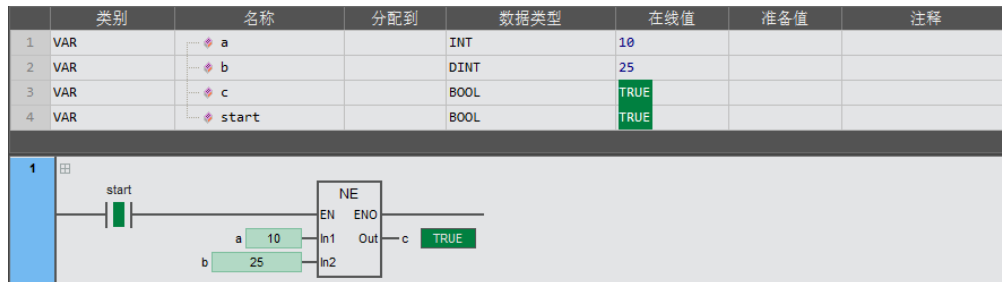 类别 名称 分配到 数据类型 在线值 准备值 注释
1 VAR a INT 10
2 VAR b DINT 25
3 VAR c BOOL TRUE
4 VAR start BOOL TRUE
1
start
NE
EN ENO
a 10 In1 Out c TRUE
b 25 In2